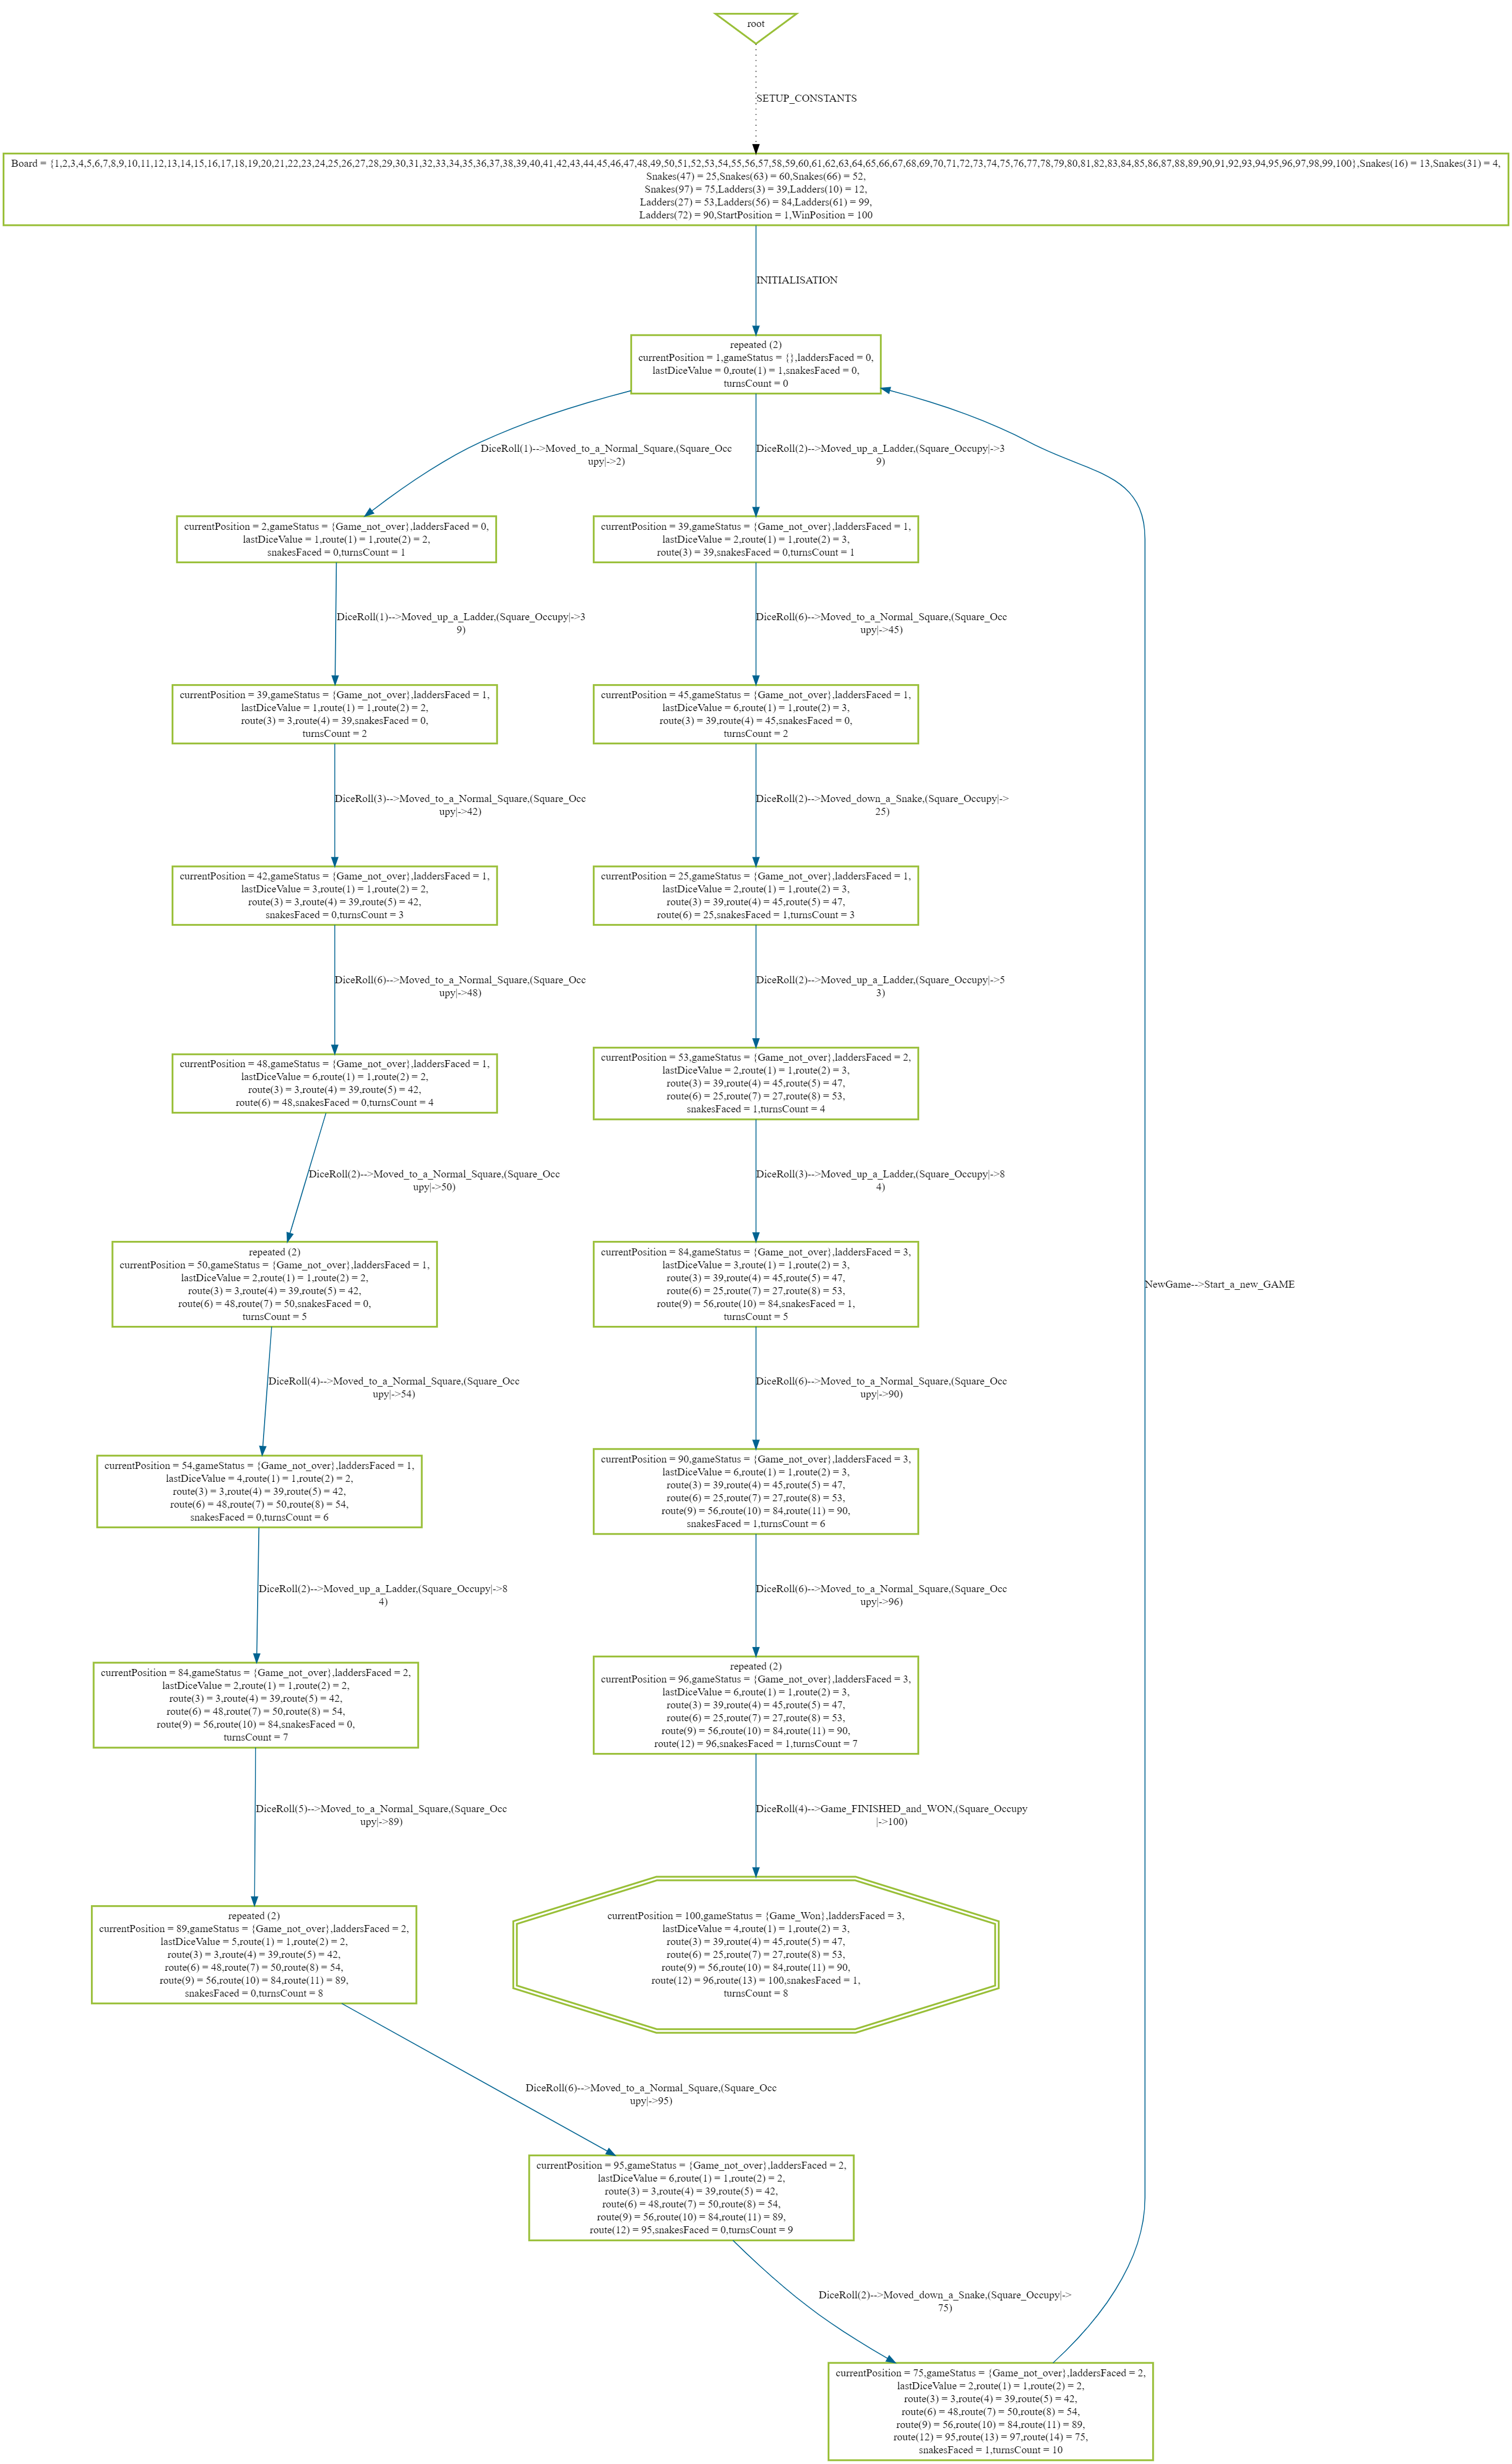 root
SETUP_CONSTANTS
Board = {1,2,3,4,5,6,7,8,9,10,11,12,13,14,15,16,17,18,19,20,21,22,23,24,25,26,27,28,29,30,31,32,33,34,35,36,37,38,39,40,41,42,43,44,45,46,47,48,49,50,51,52,53,54,55,56,57,58,59,60,61,62,63,64,65,66,67,68,69,70,71,72,73,74,75,76,77,78,79,80,81,82,83,84,85,86,87,88,89,90,91,92,93,94,95,96,97,98,99,100},Snakes(16) = 13,Snakes(31) = 4,
Snakes(47) = 25,Snakes(63) = 60,Snakes(66) = 52,
Snakes(97) = 75,Ladders(3) = 39,Ladders(10) = 12,
Ladders(27) = 53,Ladders(56) = 84,Ladders(61) = 99,
Ladders(72) = 90,StartPosition = 1,WinPosition = 100
INITIALISATION
repeated (2)
currentPosition = 1,gameStatus = {},laddersFaced = 0,
lastDiceValue = 0,route(1) = 1,snakesFaced = 0,
turnsCount = 0
DiceRoll(1)-->Moved_to_a_Normal_Square,(Square_Occ
upy|->2)
DiceRoll(2)-->Moved_up_a_Ladder,(Square_Occupy|->3
9)
currentPosition = 2,gameStatus = {Game_not_over},laddersFaced = 0,
lastDiceValue = 1,route(1) = 1,route(2) = 2,
snakesFaced = 0,turnsCount = 1
currentPosition = 39,gameStatus = {Game_not_over},laddersFaced = 1,
lastDiceValue = 2,route(1) = 1,route(2) = 3,
route(3) = 39,snakesFaced = 0,turnsCount = 1
DiceRoll(1)-->Moved_up_a_Ladder,(Square_Occupy|->3
9)
DiceRoll(6)-->Moved_to_a_Normal_Square,(Square_Occ
upy|->45)
currentPosition = 39,gameStatus = {Game_not_over},laddersFaced = 1,
lastDiceValue = 1,route(1) = 1,route(2) = 2,
route(3) = 3,route(4) = 39,snakesFaced = 0,
turnsCount = 2
currentPosition = 45,gameStatus = {Game_not_over},laddersFaced = 1,
lastDiceValue = 6,route(1) = 1,route(2) = 3,
route(3) = 39,route(4) = 45,snakesFaced = 0,
turnsCount = 2
DiceRoll(3)-->Moved_to_a_Normal_Square,(Square_Occ
upy|->42)
DiceRoll(2)-->Moved_down_a_Snake,(Square_Occupy|->
25)
currentPosition = 42,gameStatus = {Game_not_over},laddersFaced = 1,
lastDiceValue = 3,route(1) = 1,route(2) = 2,
route(3) = 3,route(4) = 39,route(5) = 42,
snakesFaced = 0,turnsCount = 3
currentPosition = 25,gameStatus = {Game_not_over},laddersFaced = 1,
lastDiceValue = 2,route(1) = 1,route(2) = 3,
route(3) = 39,route(4) = 45,route(5) = 47,
route(6) = 25,snakesFaced = 1,turnsCount = 3
DiceRoll(6)-->Moved_to_a_Normal_Square,(Square_Occ
upy|->48)
DiceRoll(2)-->Moved_up_a_Ladder,(Square_Occupy|->5
3)
currentPosition = 48,gameStatus = {Game_not_over},laddersFaced = 1,
lastDiceValue = 6,route(1) = 1,route(2) = 2,
route(3) = 3,route(4) = 39,route(5) = 42,
route(6) = 48,snakesFaced = 0,turnsCount = 4
currentPosition = 53,gameStatus = {Game_not_over},laddersFaced = 2,
lastDiceValue = 2,route(1) = 1,route(2) = 3,
route(3) = 39,route(4) = 45,route(5) = 47,
route(6) = 25,route(7) = 27,route(8) = 53,
snakesFaced = 1,turnsCount = 4
DiceRoll(2)-->Moved_to_a_Normal_Square,(Square_Occ
upy|->50)
DiceRoll(3)-->Moved_up_a_Ladder,(Square_Occupy|->8
4)
repeated (2)
currentPosition = 50,gameStatus = {Game_not_over},laddersFaced = 1,
lastDiceValue = 2,route(1) = 1,route(2) = 2,
route(3) = 3,route(4) = 39,route(5) = 42,
route(6) = 48,route(7) = 50,snakesFaced = 0,
turnsCount = 5
currentPosition = 84,gameStatus = {Game_not_over},laddersFaced = 3,
lastDiceValue = 3,route(1) = 1,route(2) = 3,
route(3) = 39,route(4) = 45,route(5) = 47,
route(6) = 25,route(7) = 27,route(8) = 53,
route(9) = 56,route(10) = 84,snakesFaced = 1,
turnsCount = 5
NewGame-->Start_a_new_GAME
DiceRoll(4)-->Moved_to_a_Normal_Square,(Square_Occ
upy|->54)
DiceRoll(6)-->Moved_to_a_Normal_Square,(Square_Occ
upy|->90)
currentPosition = 54,gameStatus = {Game_not_over},laddersFaced = 1,
lastDiceValue = 4,route(1) = 1,route(2) = 2,
route(3) = 3,route(4) = 39,route(5) = 42,
route(6) = 48,route(7) = 50,route(8) = 54,
snakesFaced = 0,turnsCount = 6
currentPosition = 90,gameStatus = {Game_not_over},laddersFaced = 3,
lastDiceValue = 6,route(1) = 1,route(2) = 3,
route(3) = 39,route(4) = 45,route(5) = 47,
route(6) = 25,route(7) = 27,route(8) = 53,
route(9) = 56,route(10) = 84,route(11) = 90,
snakesFaced = 1,turnsCount = 6
DiceRoll(2)-->Moved_up_a_Ladder,(Square_Occupy|->8
4)
DiceRoll(6)-->Moved_to_a_Normal_Square,(Square_Occ
upy|->96)
currentPosition = 84,gameStatus = {Game_not_over},laddersFaced = 2,
lastDiceValue = 2,route(1) = 1,route(2) = 2,
route(3) = 3,route(4) = 39,route(5) = 42,
route(6) = 48,route(7) = 50,route(8) = 54,
route(9) = 56,route(10) = 84,snakesFaced = 0,
turnsCount = 7
repeated (2)
currentPosition = 96,gameStatus = {Game_not_over},laddersFaced = 3,
lastDiceValue = 6,route(1) = 1,route(2) = 3,
route(3) = 39,route(4) = 45,route(5) = 47,
route(6) = 25,route(7) = 27,route(8) = 53,
route(9) = 56,route(10) = 84,route(11) = 90,
route(12) = 96,snakesFaced = 1,turnsCount = 7
DiceRoll(5)-->Moved_to_a_Normal_Square,(Square_Occ
upy|->89)
DiceRoll(4)-->Game_FINISHED_and_WON,(Square_Occupy
|->100)
repeated (2)
currentPosition = 89,gameStatus = {Game_not_over},laddersFaced = 2,
lastDiceValue = 5,route(1) = 1,route(2) = 2,
route(3) = 3,route(4) = 39,route(5) = 42,
route(6) = 48,route(7) = 50,route(8) = 54,
route(9) = 56,route(10) = 84,route(11) = 89,
snakesFaced = 0,turnsCount = 8
currentPosition = 100,gameStatus = {Game_Won},laddersFaced = 3,
lastDiceValue = 4,route(1) = 1,route(2) = 3,
route(3) = 39,route(4) = 45,route(5) = 47,
route(6) = 25,route(7) = 27,route(8) = 53,
route(9) = 56,route(10) = 84,route(11) = 90,
route(12) = 96,route(13) = 100,snakesFaced = 1,
turnsCount = 8
DiceRoll(6)-->Moved_to_a_Normal_Square,(Square_Occ
upy|->95)
currentPosition = 95,gameStatus = {Game_not_over},laddersFaced = 2,
lastDiceValue = 6,route(1) = 1,route(2) = 2,
route(3) = 3,route(4) = 39,route(5) = 42,
route(6) = 48,route(7) = 50,route(8) = 54,
route(9) = 56,route(10) = 84,route(11) = 89,
route(12) = 95,snakesFaced = 0,turnsCount = 9
DiceRoll(2)-->Moved_down_a_Snake,(Square_Occupy|->
75)
currentPosition = 75,gameStatus = {Game_not_over},laddersFaced = 2,
lastDiceValue = 2,route(1) = 1,route(2) = 2,
route(3) = 3,route(4) = 39,route(5) = 42,
route(6) = 48,route(7) = 50,route(8) = 54,
route(9) = 56,route(10) = 84,route(11) = 89,
route(12) = 95,route(13) = 97,route(14) = 75,
snakesFaced = 1,turnsCount = 10